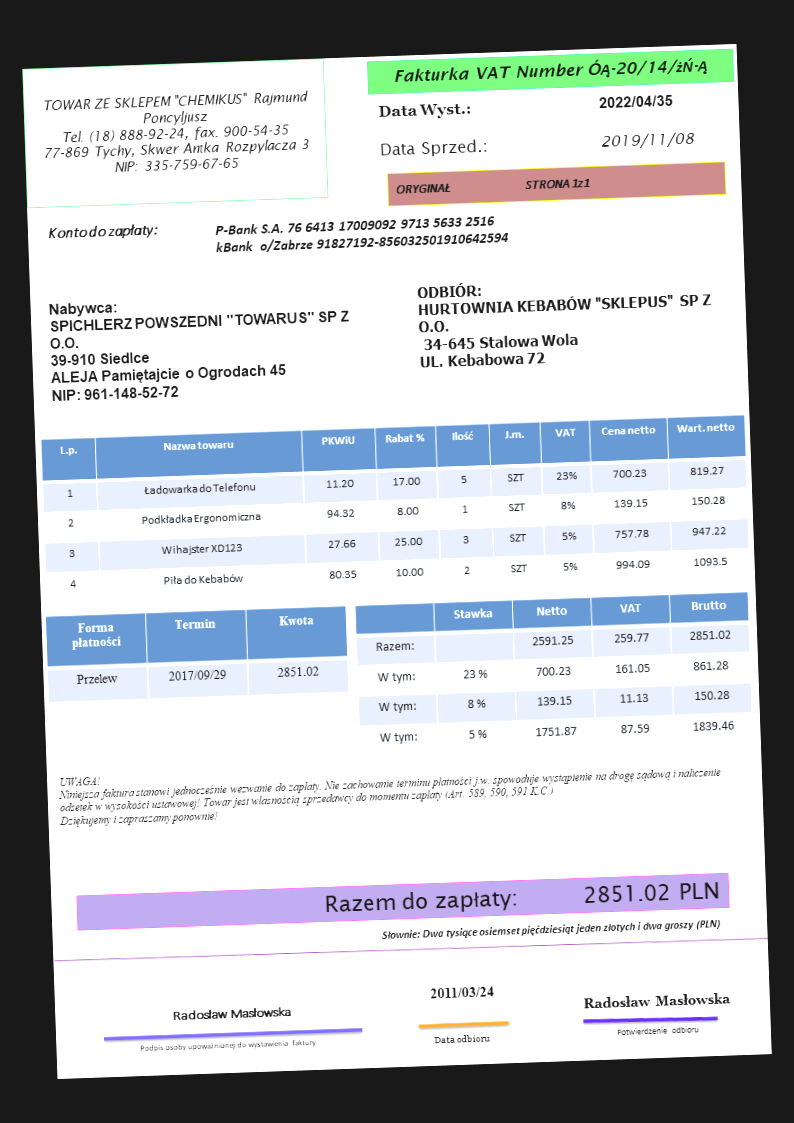 TOWAR ZE SKLEPEM "CHEMIKUS" Rajmund
Poncyljusz
Tel. (18) 888-92-24, fax. 900-54-35
77-869 Tychy, Skwer Antka Rozpylacza 3
NIP: 335-759-67-65
Fakturka VAT Number ÓĄ-20/14/żŃ-Ą
Data Wyst.: 2022/04/35
Data Sprzed.: 2019/11/08
ORYGINAŁ STRONA 1z1
Konto do zapłaty: P-Bank S.A. 76 6413 17009092 9713 5633 2516
kBank o/Zabrze 91827192-856032501910642594
Nabywca:
SPICHLERZ POWSZEDNI "TOWARUS" SP Z
O.O.
39-910 Siedlce
ALEJA Pamiętajcie o Ogrodach 45
NIP: 961-148-52-72
ODBIÓR:
HURTOWNIA KEBABÓW "SKLEPUS" SP Z
O.O.
34-645 Stalowa Wola
UL. Kebabowa 72
L.p. Nazwa towaru PKWiU Rabat % Ilość J.m. VAT Cena netto Wart. netto
1 Ładowarka do Telefonu 11.20 17.00 5 SZT 23% 700.23 819.27
2 Podkładka Ergonomiczna 94.32 8.00 1 SZT 8% 139.15 150.28
3 Wihajster XD123 27.66 25.00 3 SZT 5% 757.78 947.22
4 Piła do Kebabów 80.35 10.00 2 SZT 5% 994.09 1093.5
Forma płatności Termin Kwota
Przelew 2017/09/29 2851.02
Stawka Netto VAT Brutto
Razem: 2591.25 259.77 2851.02
W tym: 23 % 700.23 161.05 861.28
W tym: 8 % 139.15 11.13 150.28
W tym: 5 % 1751.87 87.59 1839.46
UWAGA!
Niniejsza faktura stanowi jednocześnie wezwanie do zapłaty. Nie zachowanie terminu płatności j.w. spowoduje wystąpienie na drogę sądową i naliczenie
odsetek w wysokości ustawowej! Towar jest własnością sprzedawcy do momentu zapłaty (Art. 589, 590, 591 K.C.)
Dziękujemy i zapraszamy ponownie!
Razem do zapłaty: 2851.02 PLN
Słownie: Dwa tysiące osiemset pięćdziesiąt jeden złotych i dwa groszy (PLN)
Radosław Masłowska
Podpis osoby upoważnionej do wystawienia faktury
2011/03/24
Data odbioru
Radosław Masłowska
Potwierdzenie odbioru